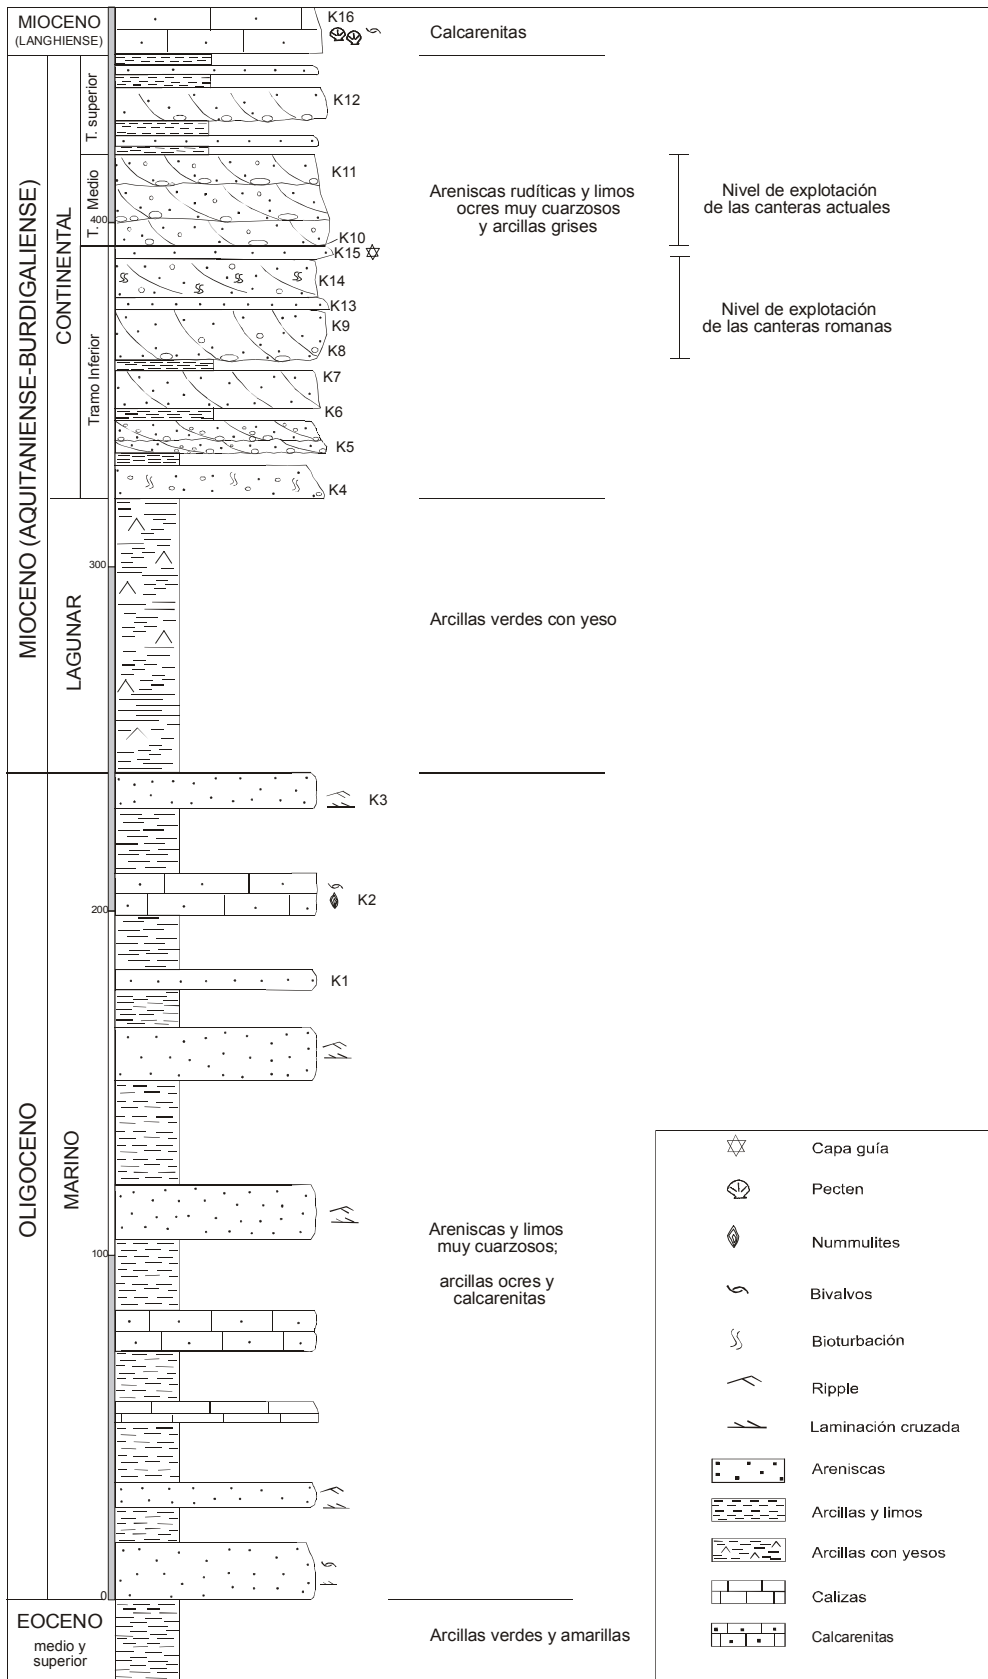 MIOCENO
(LANGHIENSE)
K16
Calcarenitas
MIOCENO (AQUITANIENSE-BURDIGALIENSE)
CONTINENTAL
T. superior
K12
T. Medio
400
K11
K10
Areniscas rudíticas y limos
ocres muy cuarzosos
y arcillas grises
Nivel de explotación
de las canteras actuales
Tramo Inferior
K15
K14
K13
K9
K8
K7
K6
K5
K4
Nivel de explotación
de las canteras romanas
LAGUNAR
300
Arcillas verdes con yeso
OLIGOCENO
MARINO
K3
K2
200
K1
100
0
Areniscas y limos
muy cuarzosos;
arcillas ocres y
calcarenitas
EOCENO
medio y
superior
Arcillas verdes y amarillas
Capa guía
Pecten
Nummulites
Bivalvos
Bioturbación
Ripple
Laminación cruzada
Areniscas
Arcillas y limos
Arcillas con yesos
Calizas
Calcarenitas